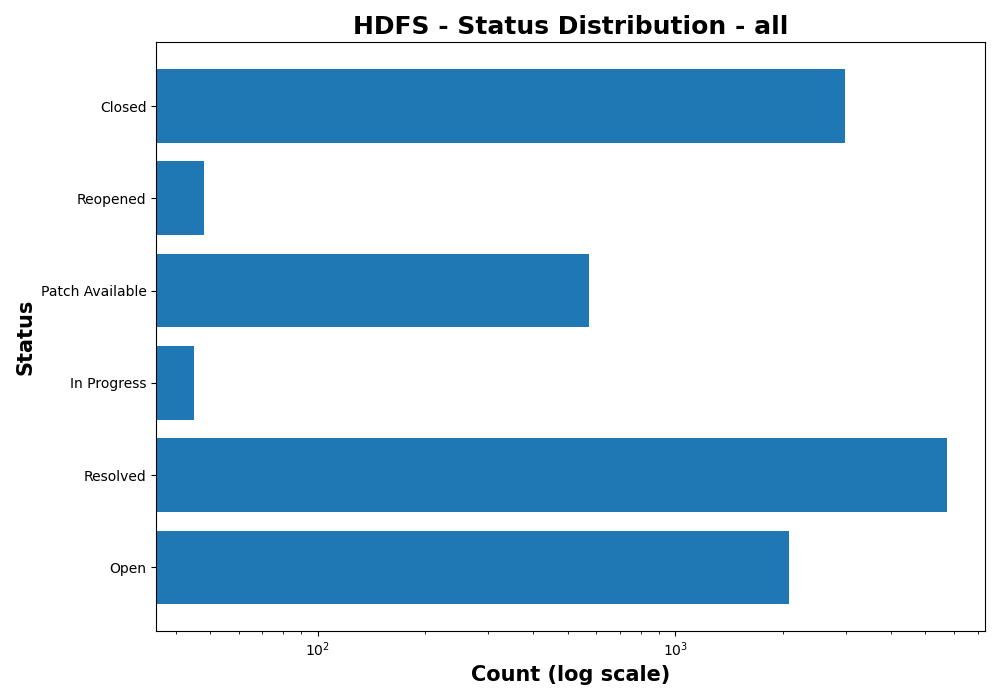 HDFS - Status Distribution - all
Closed
Reopened
Patch Available
In Progress
Resolved
Open
Status
10²
10³
Count (log scale)